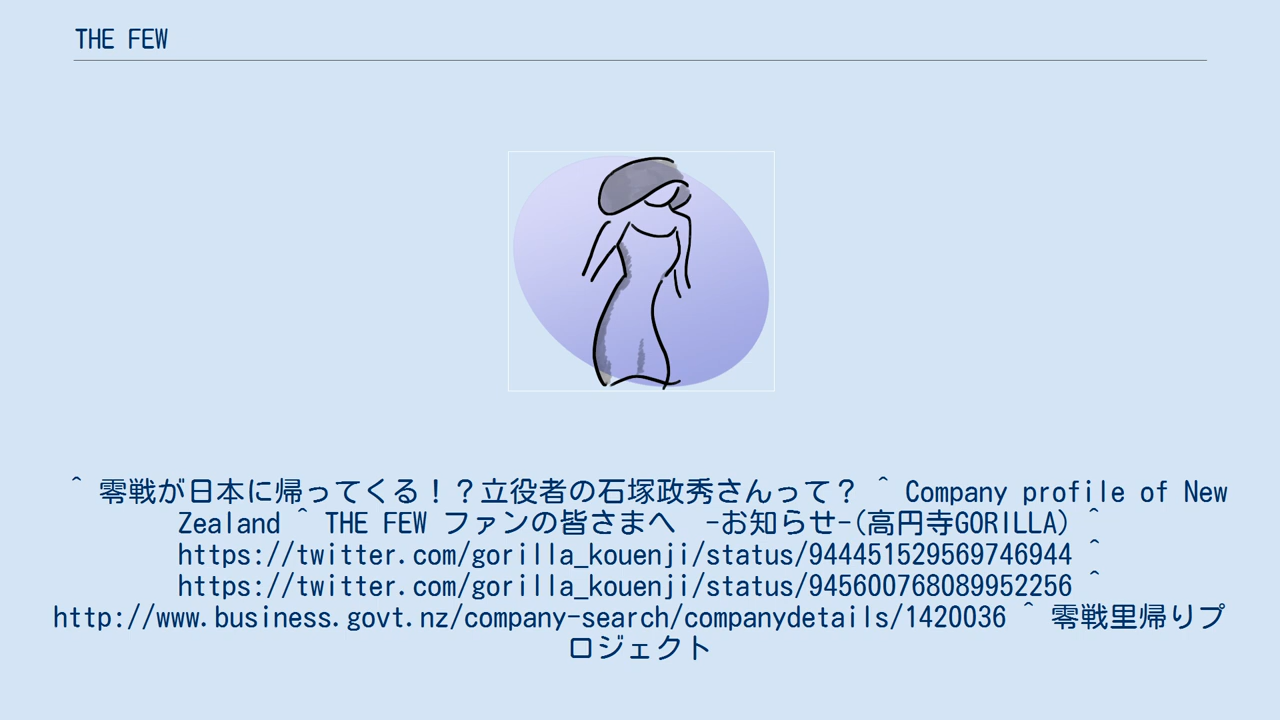 THE FEW
^ 零戦が日本に帰ってくる！？立役者の石塚政秀さんって？ ^ Company profile of New
Zealand ^ THE FEW ファンの皆さまへ　-お知らせ-(高円寺GORILLA) ^
https://twitter.com/gorilla_kouenji/status/944451529569746944 ^
https://twitter.com/gorilla_kouenji/status/945600768089952256 ^
http://www.business.govt.nz/company-search/companydetails/1420036 ^ 零戦里帰りプ
ロジェクト